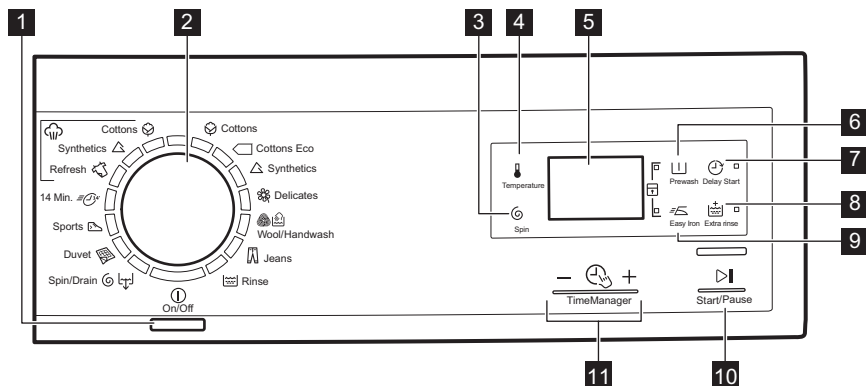 1
2
3
4
5
6
7
8
9
10
11
Cottons
Cottons
Synthetics
Cottons Eco
Refresh
Synthetics
14 Min.
Delicates
Sports
Wool/Handwash
Duvet
Jeans
Spin/Drain
Rinse
On/Off
Temperature
Spin
Prewash
Delay Start
Easy Iron
Extra rinse
TimeManager
Start/Pause